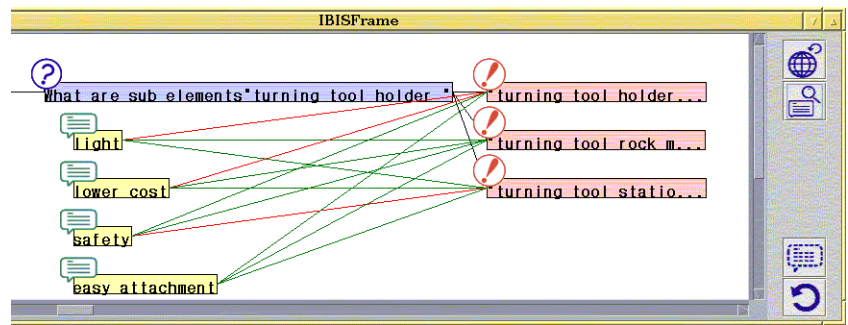 IBISFrame
What are sub elements"turning tool holder "
"turning tool holder...
light
"turning tool rock m...
lower cost
"turning tool statio...
safety
easy attachment